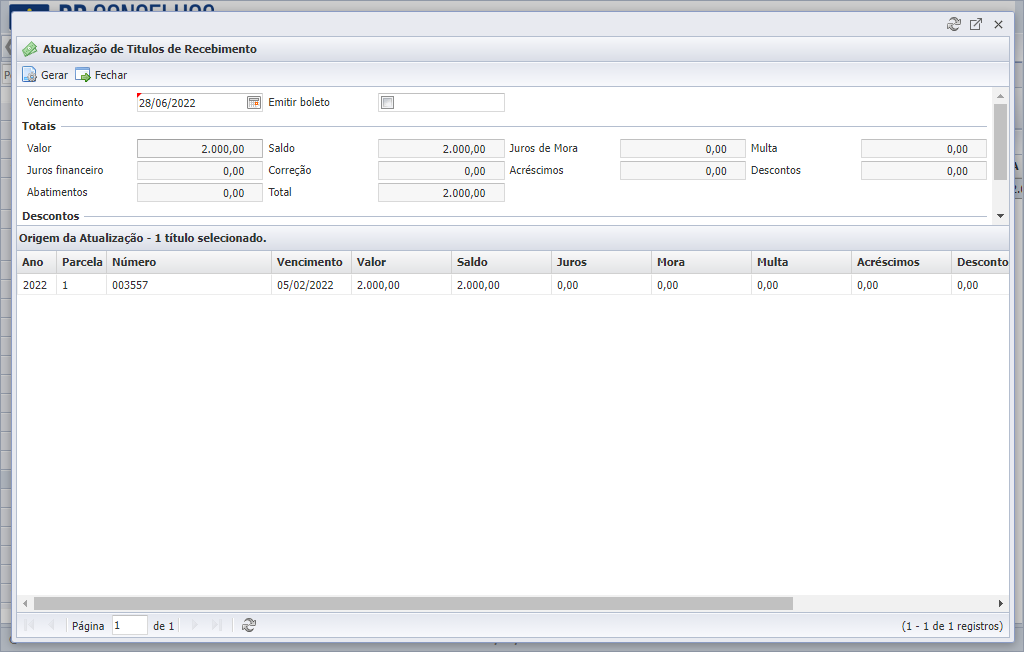 BR CONSELHOS
Atualização de Titulos de Recebimento
Gerar Fechar
Vencimento 28/06/2022 Emitir boleto
Totais
Valor 2.000,00 Saldo 2.000,00 Juros de Mora 0,00 Multa 0,00
Juros financeiro 0,00 Correção 0,00 Acréscimos 0,00 Descontos 0,00
Abatimentos 0,00 Total 2.000,00
Descontos
Origem da Atualização - 1 título selecionado.
Ano Parcela Número Vencimento Valor Saldo Juros Mora Multa Acréscimos Desconto
2022 1 003557 05/02/2022 2.000,00 2.000,00 0,00 0,00 0,00 0,00 0,00
Página 1 de 1 (1 - 1 de 1 registros)